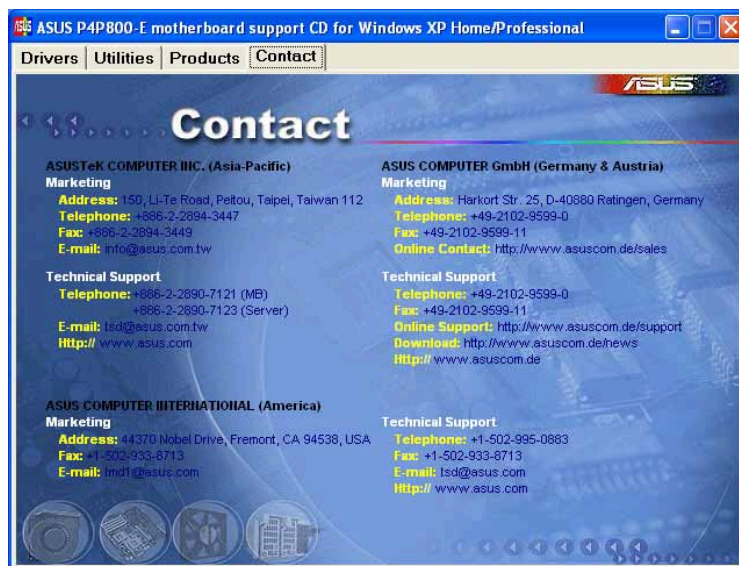 ASUS P4P800-E motherboard support CD for Windows XP Home/Professional
Drivers Utilities Products Contact
ASUS
Contact
ASUSTeK COMPUTER INC. (Asia-Pacific)
Marketing
Address: 150, Li-Te Road, Peitou, Taipei, Taiwan 112
Telephone: +886-2-2894-3447
Fax: +886-2-2894-3449
E-mail: info@asus.com.tw
Technical Support
Telephone: +886-2-2890-7121 (MB)
+886-2-2890-7123 (Server)
E-mail: tsd@asus.com.tw
Http:// www.asus.com
ASUS COMPUTER GmbH (Germany & Austria)
Marketing
Address: Harkort Str. 25, D-40880 Ratingen, Germany
Telephone: +49-2102-9599-0
Fax: +49-2102-9599-11
Online Contact: http://www.asuscom.de/sales
Technical Support
Telephone: +49-2102-9599-0
Fax: +49-2102-9599-11
Online Support: http://www.asuscom.de/support
Download: http://www.asuscom.de/news
Http:// www.asuscom.de
ASUS COMPUTER INTERNATIONAL (America)
Marketing
Address: 44370 Nobel Drive, Fremont, CA 94538, USA
Fax: +1-502-933-8713
E-mail: tmd1@asus.com
Technical Support
Telephone: +1-502-995-0883
Fax: +1-502-933-8713
E-mail: tsd@asus.com
Http:// www.asus.com